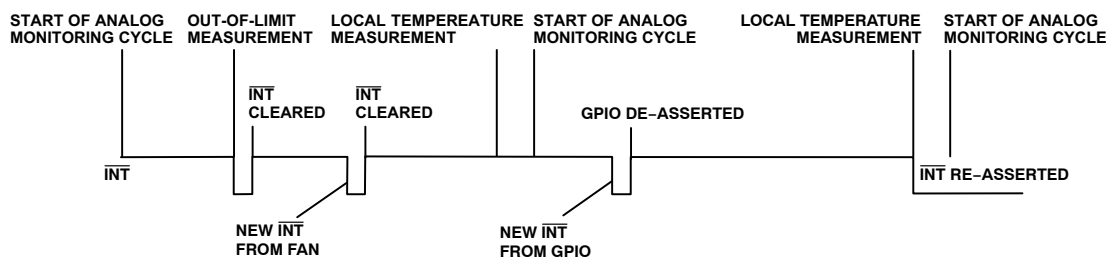 START OF ANALOG
MONITORING CYCLE
OUT-OF-LIMIT
MEASUREMENT
LOCAL TEMPEREATURE
MEASUREMENT
START OF ANALOG
MONITORING CYCLE
LOCAL TEMPERATURE
MEASUREMENT
START OF ANALOG
MONITORING CYCLE
INT
CLEARED
INT
CLEARED
GPIO DE−ASSERTED
INT
INT RE−ASSERTED
NEW INT
FROM FAN
NEW INT
FROM GPIO